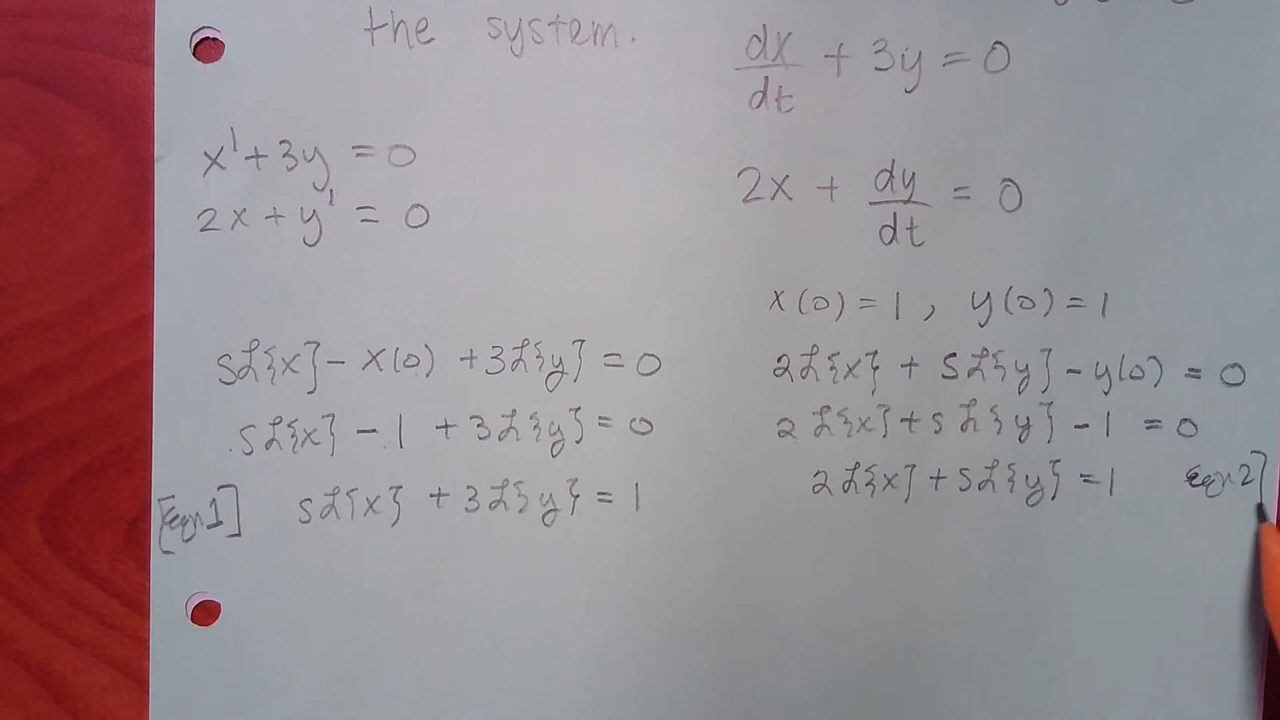 the system.
dx/dt + 3y = 0
x' + 3y = 0
2x + dy/dt = 0
2x + y' = 0
x(0) = 1, y(0) = 1
sℒ{x} - x(0) + 3ℒ{y} = 0
2ℒ{x} + sℒ{y} - y(0) = 0
sℒ{x} - 1 + 3ℒ{y} = 0
2ℒ{x} + sℒ{y} - 1 = 0
[Eqn1] sℒ{x} + 3ℒ{y} = 1
2ℒ{x} + sℒ{y} = 1 Eqn2]